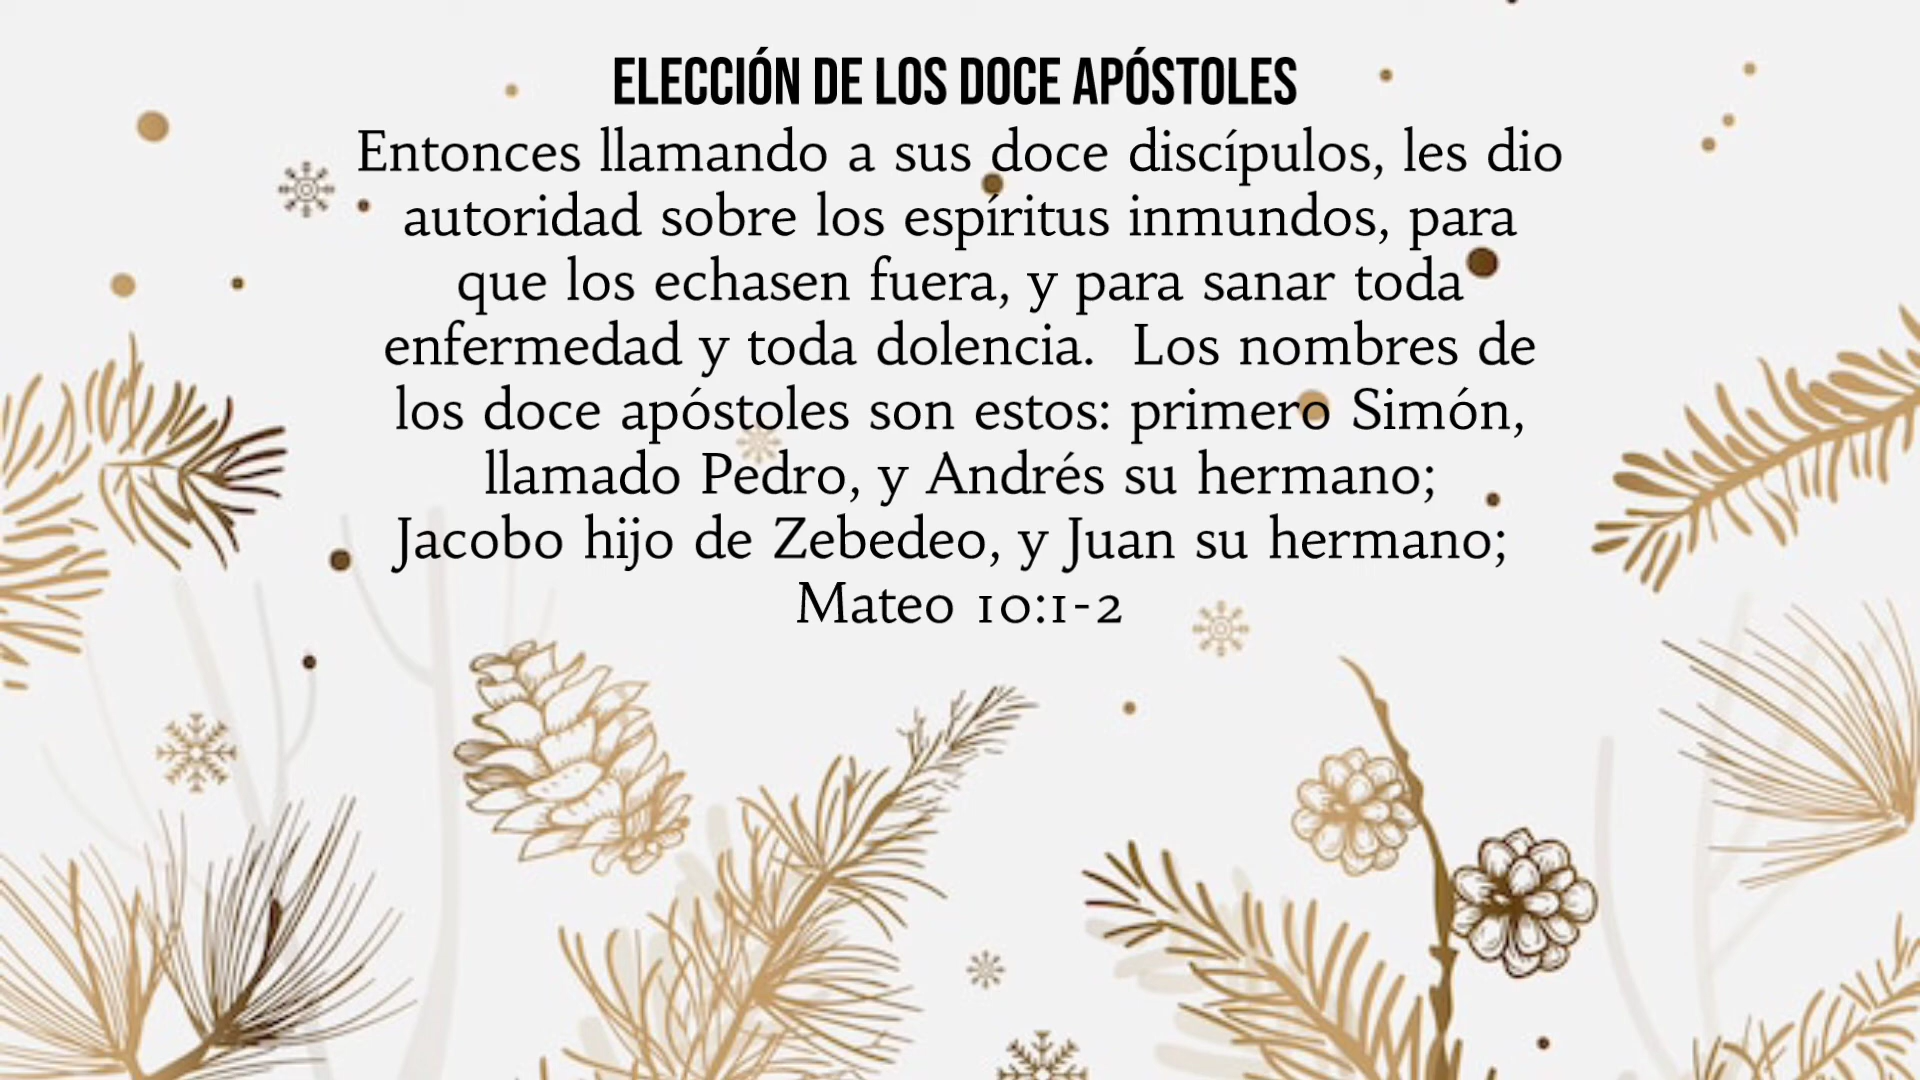 ELECCIÓN DE LOS DOCE APÓSTOLES
Entonces llamando a sus doce discípulos, les dio
autoridad sobre los espíritus inmundos, para
que los echasen fuera, y para sanar toda
enfermedad y toda dolencia.  Los nombres de
los doce apóstoles son estos: primero Simón,
llamado Pedro, y Andrés su hermano;
Jacobo hijo de Zebedeo, y Juan su hermano;
Mateo 10:1-2